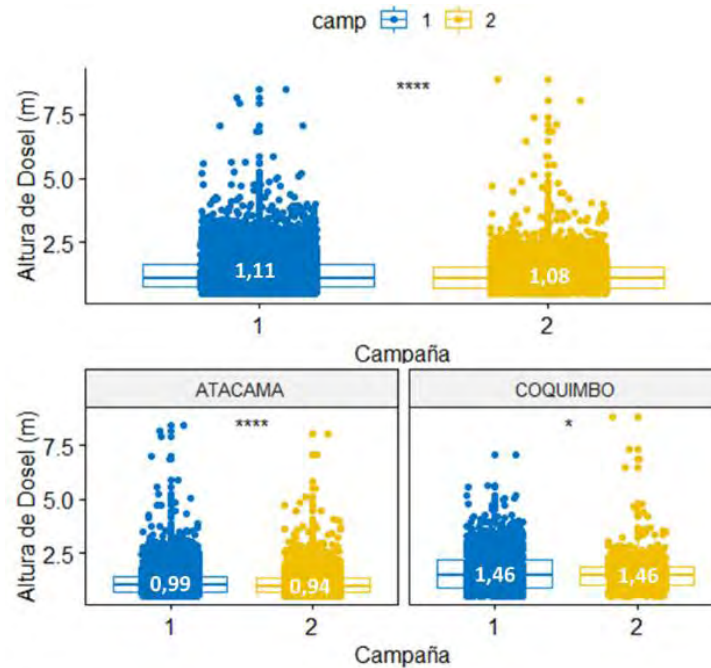 camp 1 2
****
Altura de Dosel (m)
7.5
5.0
2.5
1,11 1,08
1 2
Campaña
ATACAMA COQUIMBO
**** *
Altura de Dosel (m)
7.5
5.0
2.5
0,99 0,94 1,46 1,46
1 2 1 2
Campaña Campaña